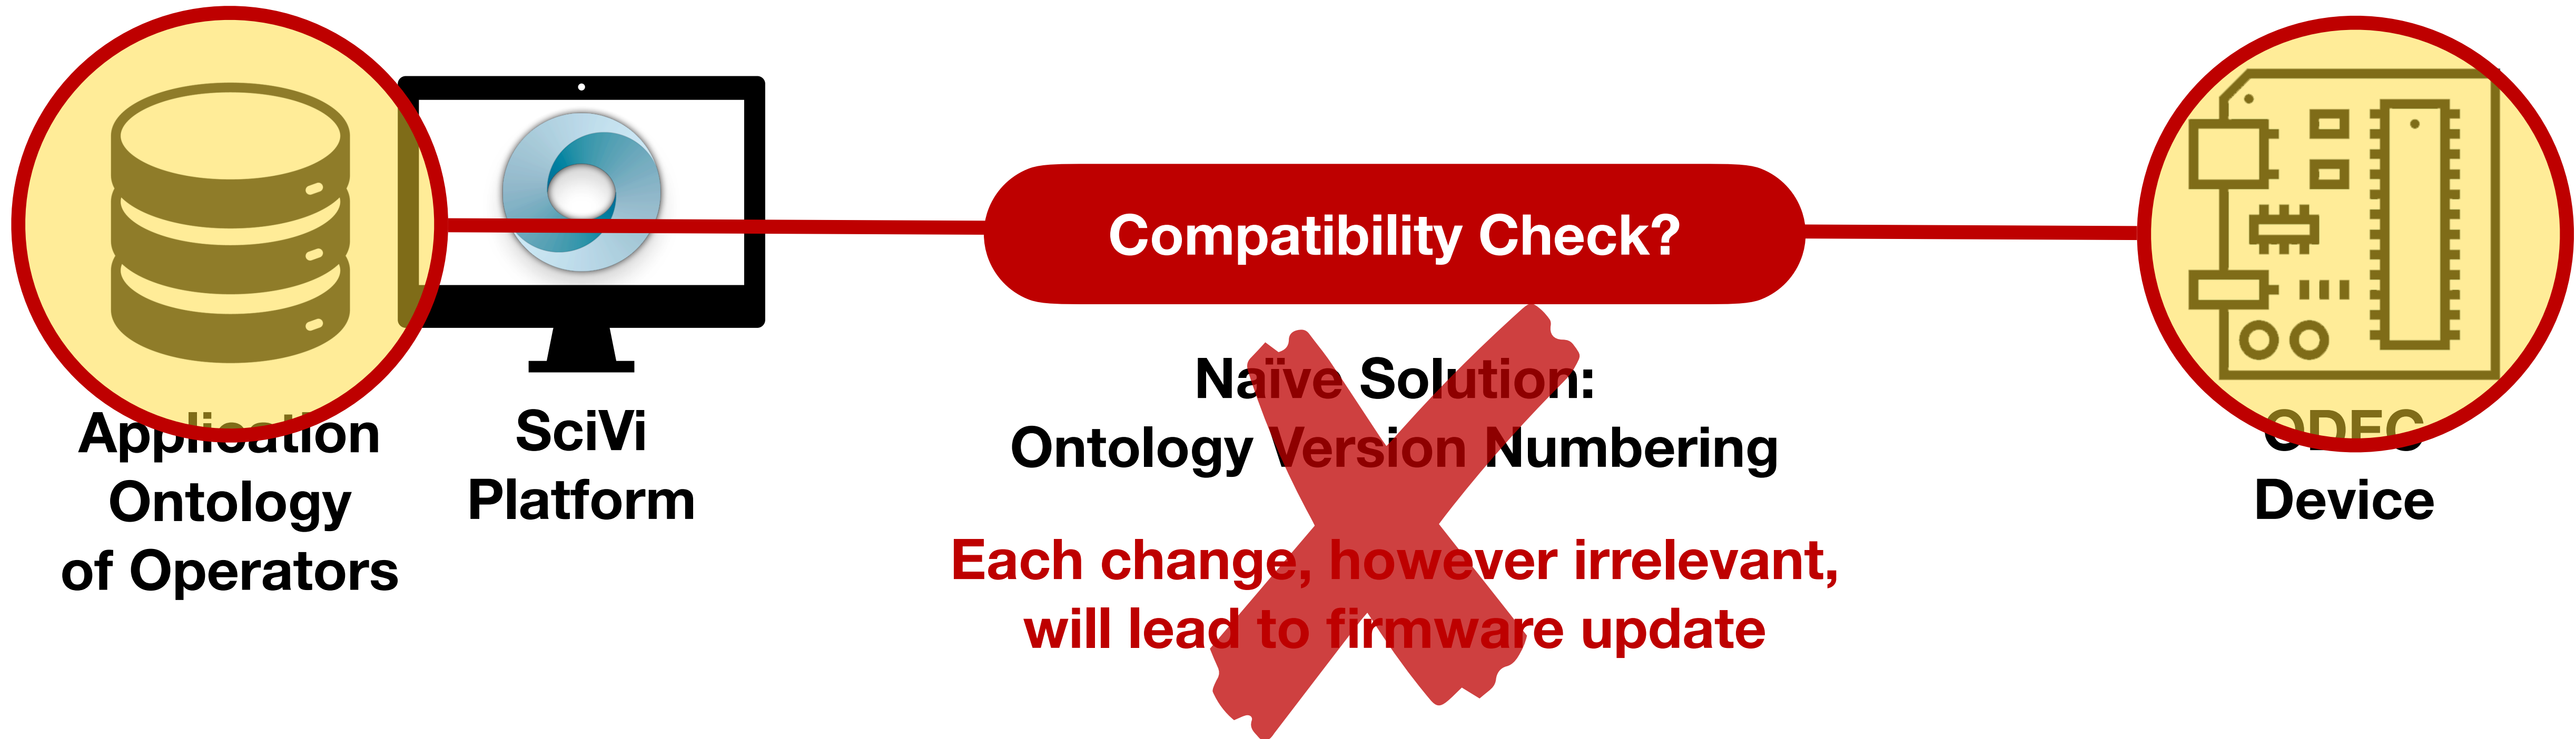 Compatibility Check?
Naïve Solution:
Ontology Version Numbering
Each change, however irrelevant,
will lead to firmware update
Application
Ontology
of Operators
SciVi
Platform
ODEC
Device